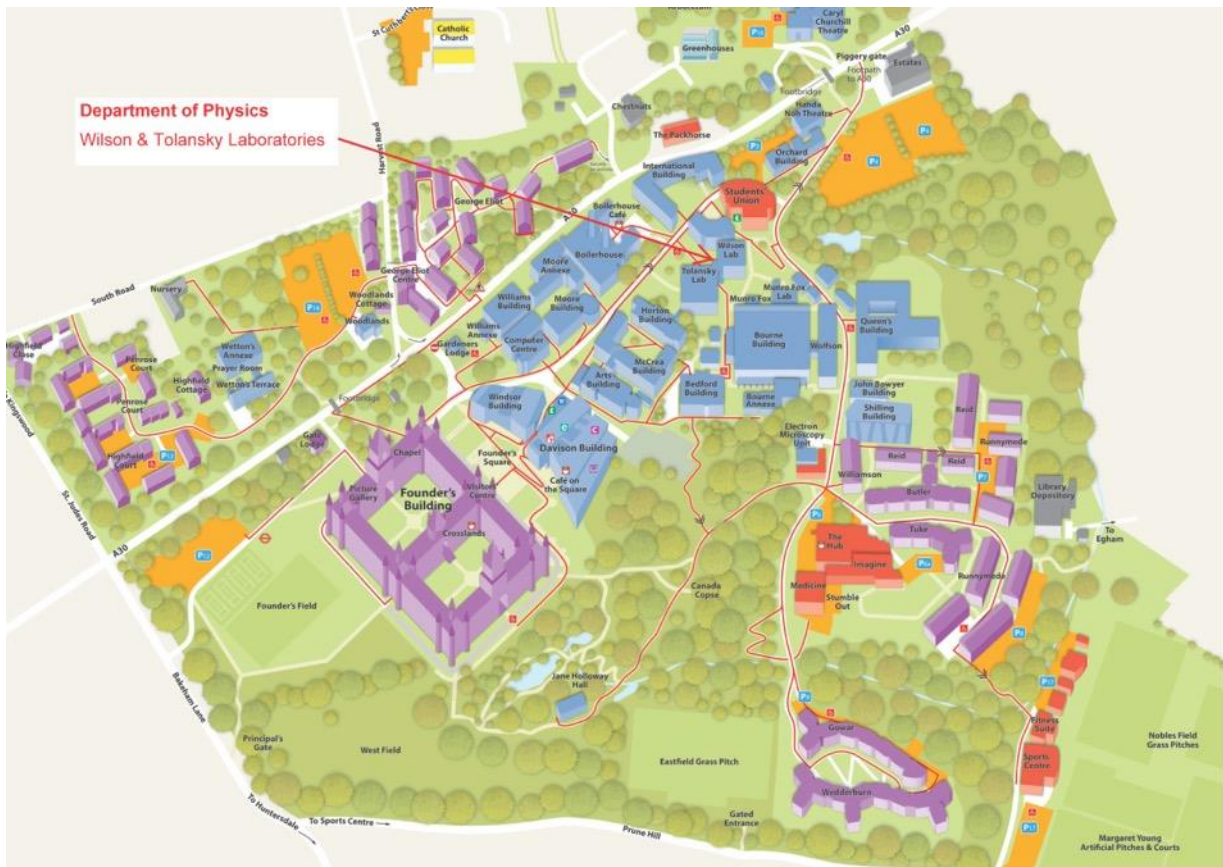 St Cuthbert's Close
Catholic
Church
Caryl
Churchill
Theatre
A30
Greenhouses
Piggery gate
Estates
Footpath
to A30
Footbridge
Department of Physics
Wilson & Tolansky Laboratories
Chestnuts
Handa
Noh Theatre
The Packhorse
Harvest Road
Orchard
Building
International
Building
Students'
Union
George Eliot
A30
Boilerhouse
Café
Boilerhouse
Wilson
Lab
Tolansky
Lab
Moore
Annexe
George Eliot
Centre
South Road
Nursery
Woodlands
Cottage
Woodlands
Williams
Building
Moore
Building
Horton
Building
Munro Fox
Munro Fox
Lab
Queen's
Building
Williams
Annexe
Gardeners
Lodge
Computer
Centre
Bourne
Building
Wolfson
Highfield
Close
Penrose
Court
Wetton's
Annexe
Prayer Room
Wetton's Terrace
Highfield
Cottage
McCrea
Building
Arts
Building
Bedford
Building
Bourne
Annexe
John Bowyer
Building
Shilling
Building
Penrose
Court
Footbridge
Windsor
Building
Reid
Runnymede
Electron
Microscopy
Unit
Highfield
Court
Gate
Lodge
Chapel
Founder's
Square
Davison Building
Reid
Reid
Williamson
St Judes Road
Picture
Gallery
Founder's
Building
Visitor
Centre
Café on
the Square
Butler
Library
Depository
Crosslands
Tuke
To
Egham
The
Hub
Imagine
A30
Runnymede
Medicine
Stumble
Out
Canada
Copse
Founder's Field
Jane Holloway
Hall
Bakeham Lane
Principal's
Gate
West Field
Eastfield Grass Pitch
Gowar
Fitness
Suite
Sports
Centre
Nobles Field
Grass Pitches
Wedderburn
To Huntersdale
To Sports Centre
Prune Hill
Gated
Entrance
Margaret Young
Artificial Pitches & Courts